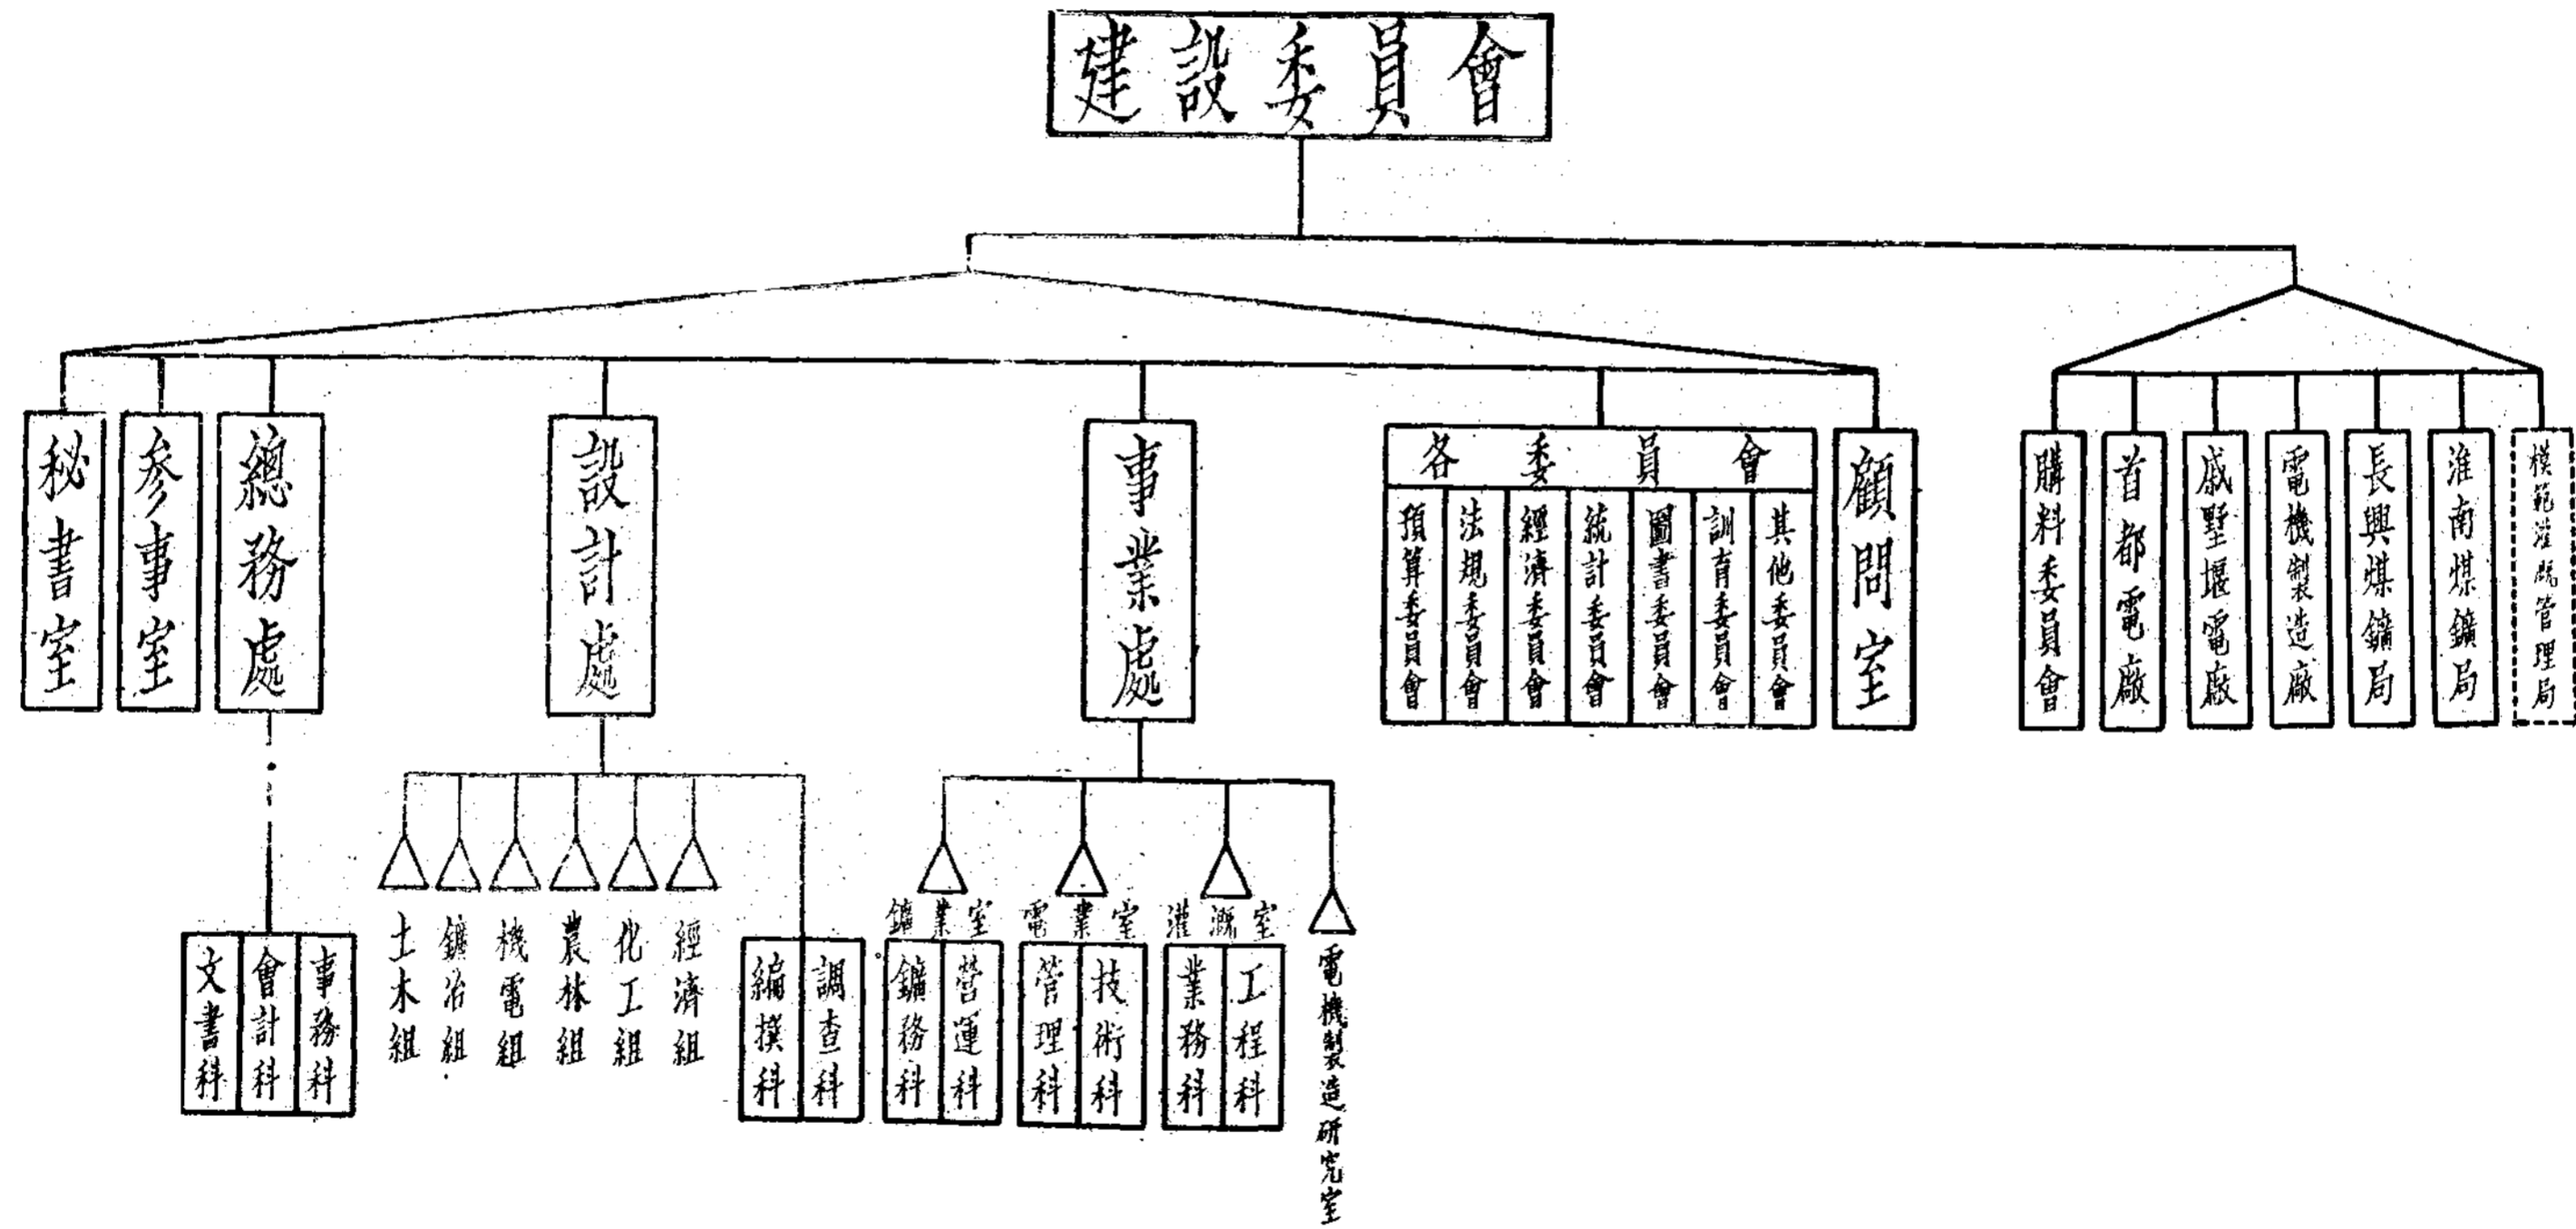 建設委員會
秘書室
參事室
總務處
設計處
事業處
各委員會
預算委員會
法規委員會
經濟委員會
統計委員會
圖書委員會
訓育委員會
其他委員會
顧問室
購料委員會
首都電廠
戚墅堰電廠
電機製造廠
長興煤鑛局
淮南煤鑛局
模範灌溉管理局
文書科
會計科
事務科
土木組
鑛冶組
機電組
農林組
化工組
經濟組
編撰科
調查科
鑛業室
鑛務科
營運科
電業室
管理科
技術科
灌溉室
業務科
工程科
電機製造研究室